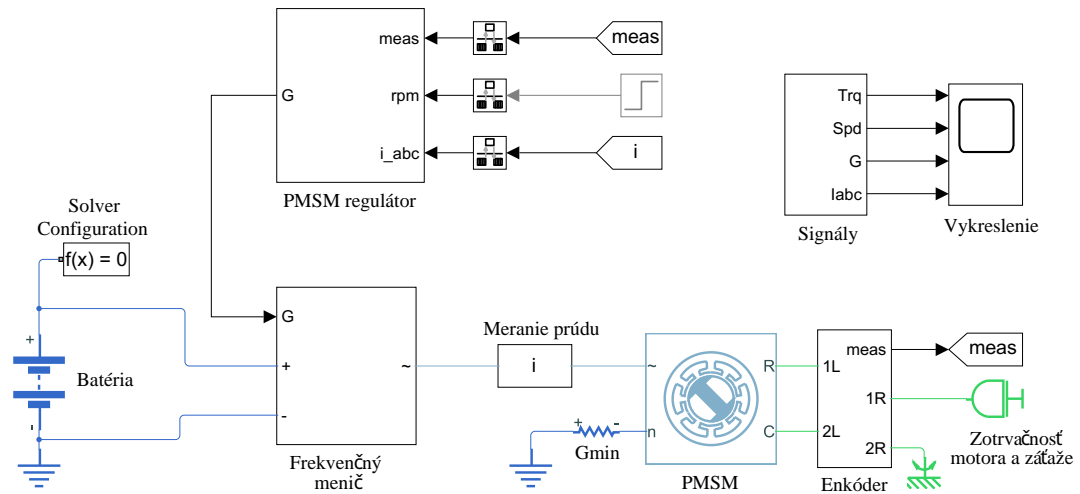 meas
meas
rpm
G
i_abc
i
PMSM regulátor
Trq
Spd
G
Iabc
Signály
Vykreslenie
Solver
Configuration
f(x) = 0
G
+
-
~
Frekvenčný
menič
+
-
Batéria
Meranie prúdu
i
~
n
R
C
PMSM
+
-
Gmin
meas
1L
1R
2L
2R
Enkóder
meas
Zotrvačnosť
motora a záťaže